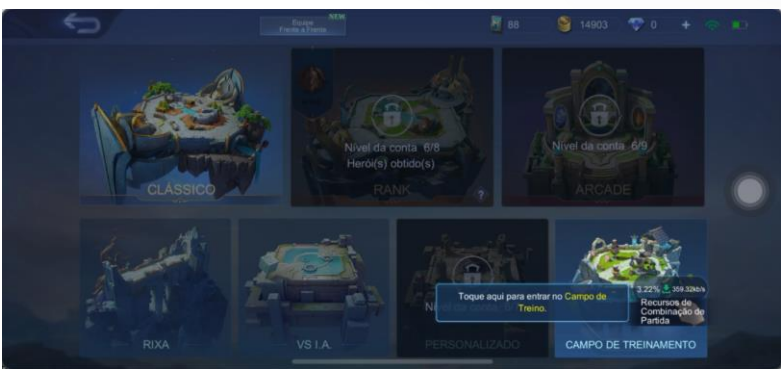 NEW
Equipe
Frente a Frente
88
14903
0
+
Nível da conta 6/8
Herói(s) obtido(s)
Nível da conta 6/9
CLÁSSICO
RANK
?
ARCADE
3.22% 359.32kb/s
Toque aqui para entrar no Campo de
Treino.
Recursos de
Combinação de
Partida
RIXA
VS I.A.
PERSONALIZADO
CAMPO DE TREINAMENTO